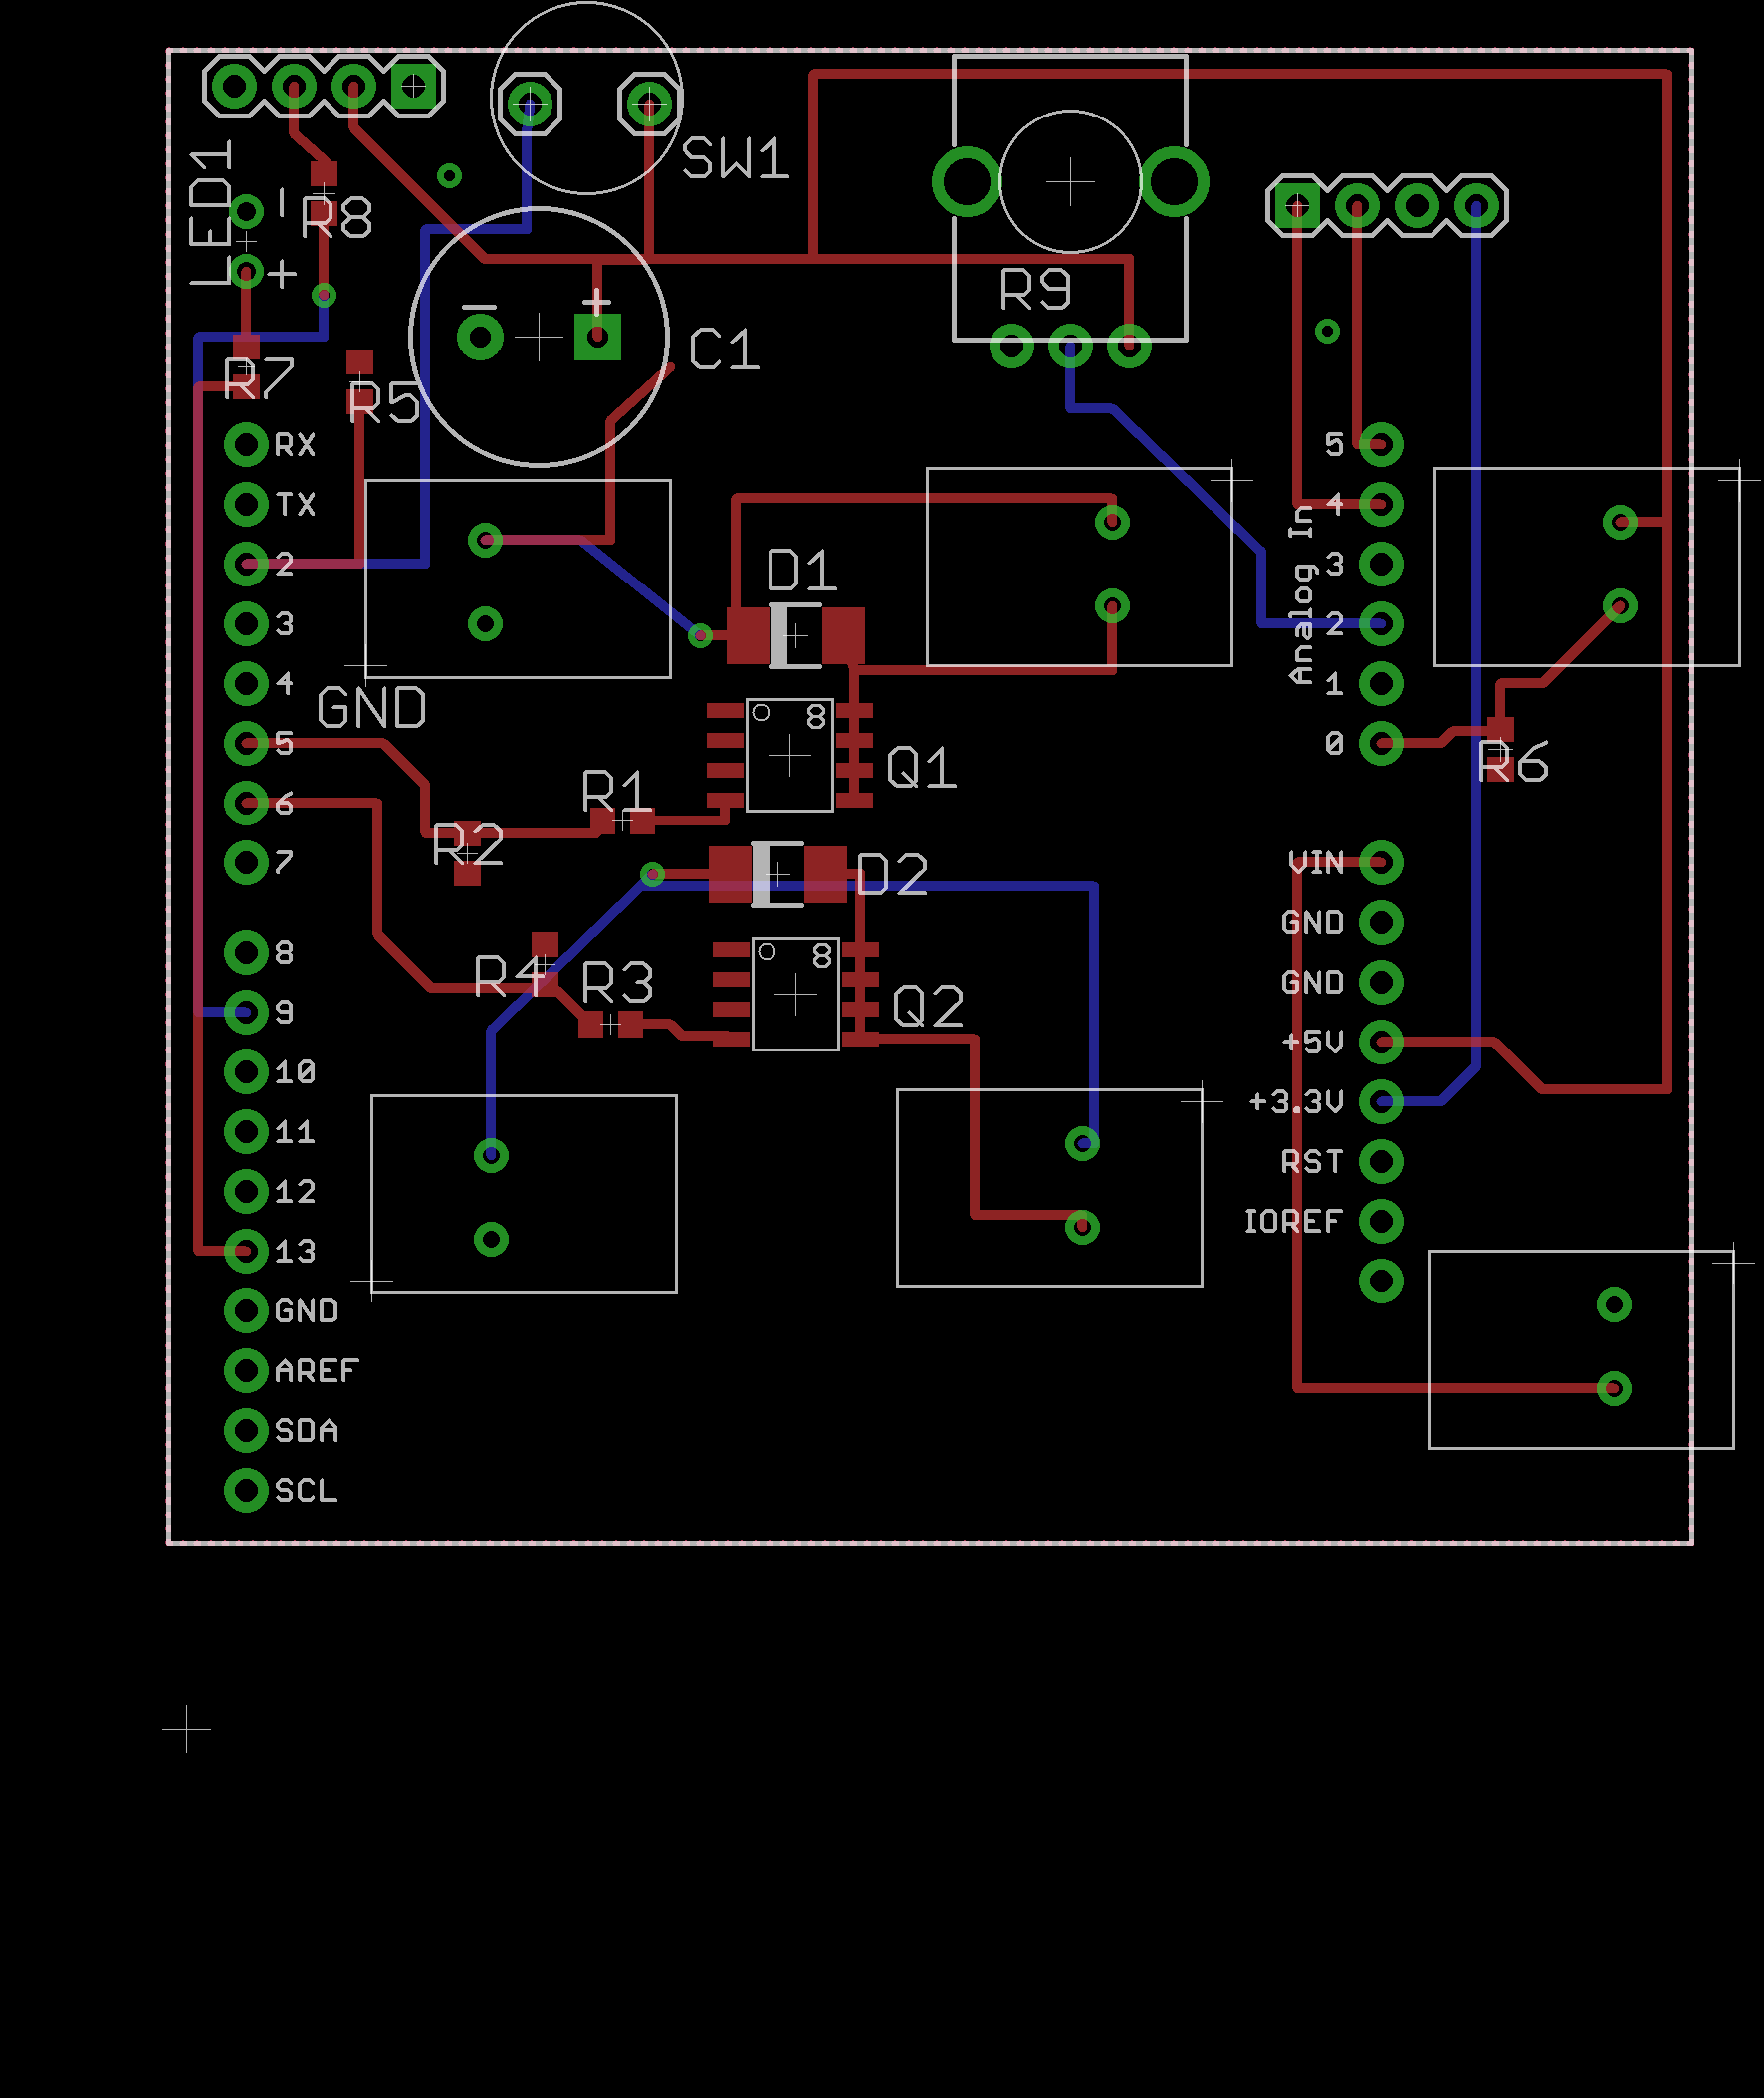 SW1
LED1
-
R8
+
R9
-
+
C1
R7
R5
RX
TX
2
3
4
5
6
7
8
9
10
11
12
13
GND
AREF
SDA
SCL
GND
D1
8
Q1
R1
R2
D2
8
Q2
R4
R3
Analog In
5
4
3
2
1
0
R6
VIN
GND
GND
+5V
+3.3V
RST
IOREF